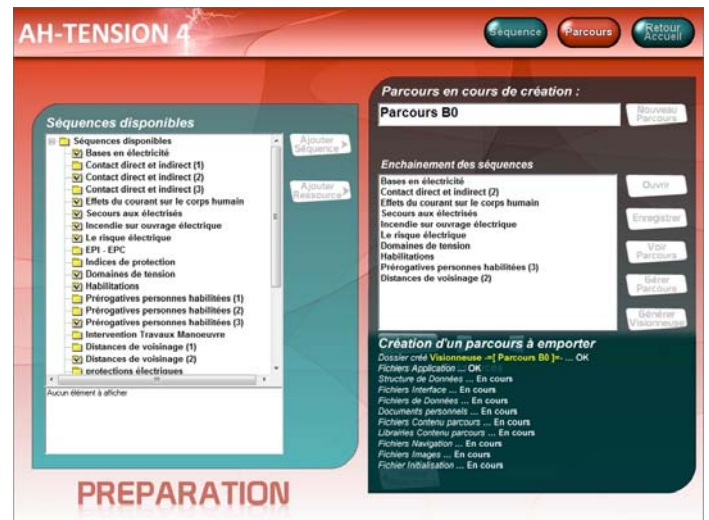 AH-TENSION 4
Séquence
Parcours
Retour
Accueil
Séquences disponibles
Séquences disponibles
Bases en électricité
Contact direct et indirect (1)
Contact direct et indirect (2)
Contact direct et indirect (3)
Effets du courant sur le corps humain
Secours aux électrisés
Incendie sur ouvrage électrique
Le risque électrique
EPI - EPC
Indices de protection
Domaines de tension
Habilitations
Prérogatives personnes habilitées (1)
Prérogatives personnes habilitées (2)
Prérogatives personnes habilitées (3)
Intervention Travaux Manoeuvre
Distances de voisinage (1)
Distances de voisinage (2)
protections électriques
Aucun élément à afficher
Ajouter
Séquence
Ajouter
Ressource
Parcours en cours de création :
Parcours B0
Nouveau
Parcours
Enchainement des séquences
Bases en électricité
Contact direct et indirect (2)
Effets du courant sur le corps humain
Secours aux électrisés
Incendie sur ouvrage électrique
Le risque électrique
Domaines de tension
Habilitations
Prérogatives personnes habilitées (3)
Distances de voisinage (2)
Ouvrir
Enregistrer
Voir
Parcours
Gérer
Parcours
Générer
Visionneuse
Création d'un parcours à emporter
Dossier créé Visionneuse -=[ Parcours B0 ]=- ... OK
Fichiers Application ... OK
Structure de Données ... En cours
Fichiers Interface ... En cours
Fichiers de Données ... En cours
Documents personnels ... En cours
Fichiers Contenu parcours ... En cours
Librairies Contenu parcours ... En cours
Fichiers Navigation ... En cours
Fichiers Images ... En cours
Fichier Initialisation ... En cours
PREPARATION